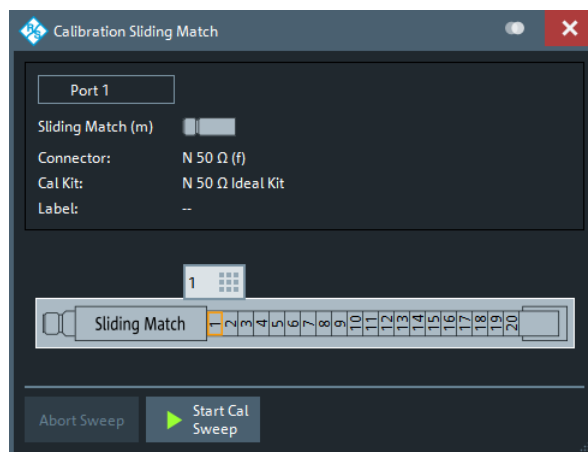 Calibration Sliding Match
Port 1
Sliding Match (m)
Connector: N 50 Ω (f)
Cal Kit: N 50 Ω Ideal Kit
Label: --
1
Sliding Match 1 2 3 4 5 6 7 8 9 10 11 12 13 14 15 16 17 18 19 20
Abort Sweep
Start Cal
Sweep